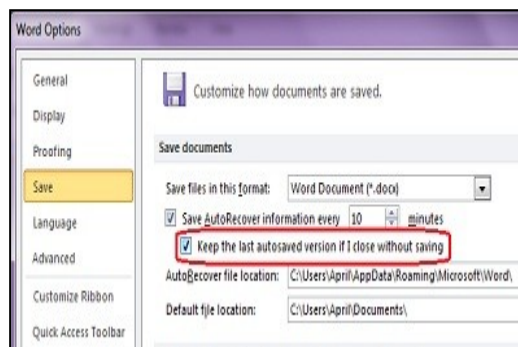 Word Options
General
Display
Proofing
Save
Language
Advanced
Customize Ribbon
Quick Access Toolbar
Customize how documents are saved.
Save documents
Save files in this format: Word Document (*.docx)
Save AutoRecover information every 10 minutes
Keep the last autosaved version if I close without saving
AutoRecover file location: C:\Users\April\AppData\Roaming\Microsoft\Word\
Default file location: C:\Users\April\Documents\